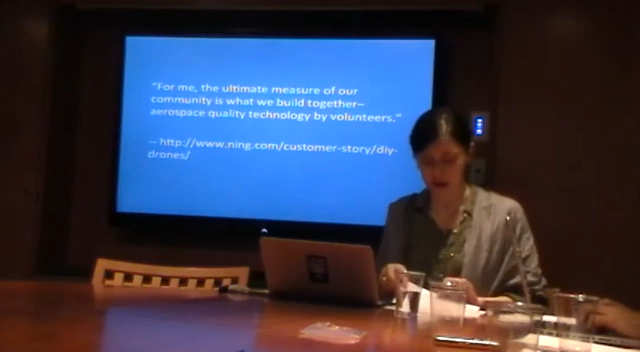 "For me, the ultimate measure of our
community is what we build together–
aerospace quality technology by volunteers."
– http://www.ning.com/customer-story/diy-
drones/